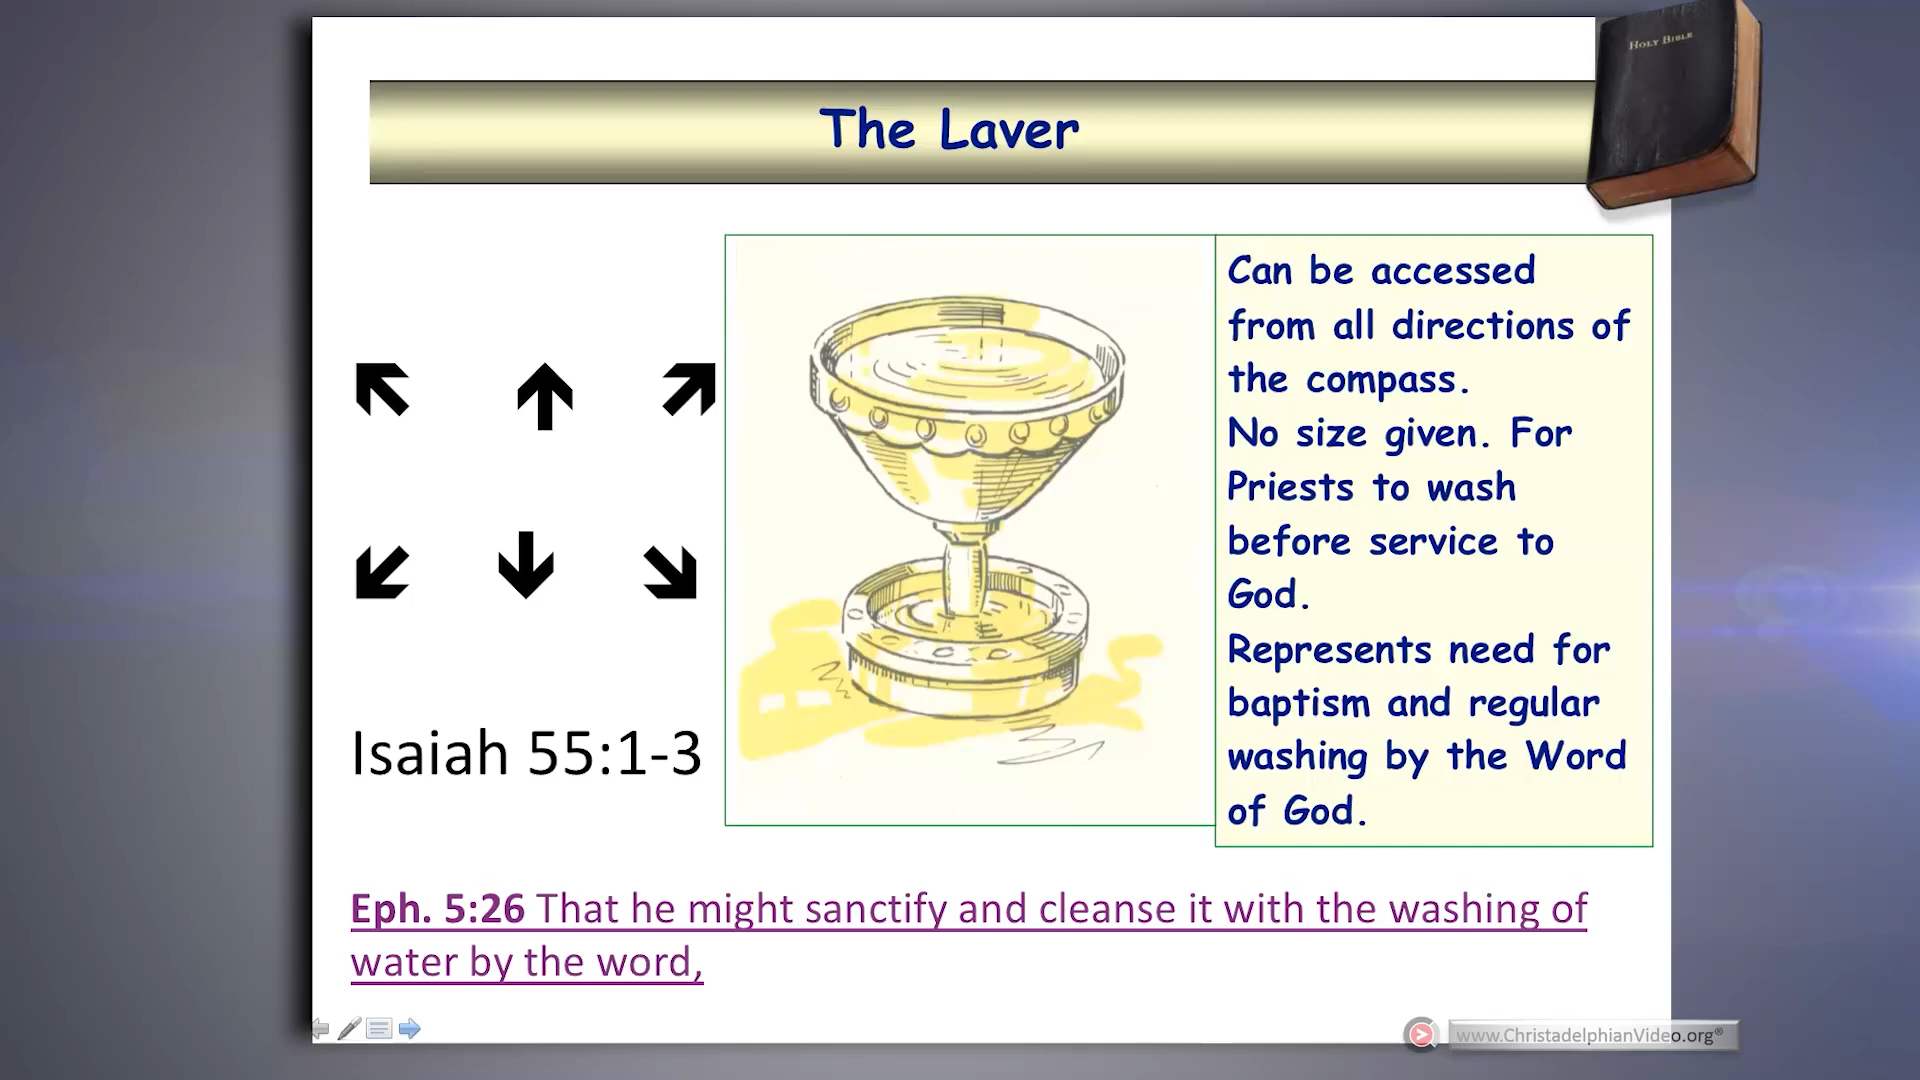 HOLY BIBLE
The Laver
Can be accessed
from all directions of
the compass.
No size given. For
Priests to wash
before service to
God.
Represents need for
baptism and regular
washing by the Word
of God.
Isaiah 55:1-3
Eph. 5:26 That he might sanctify and cleanse it with the washing of
water by the word,
www.ChristadelphianVideo.org®